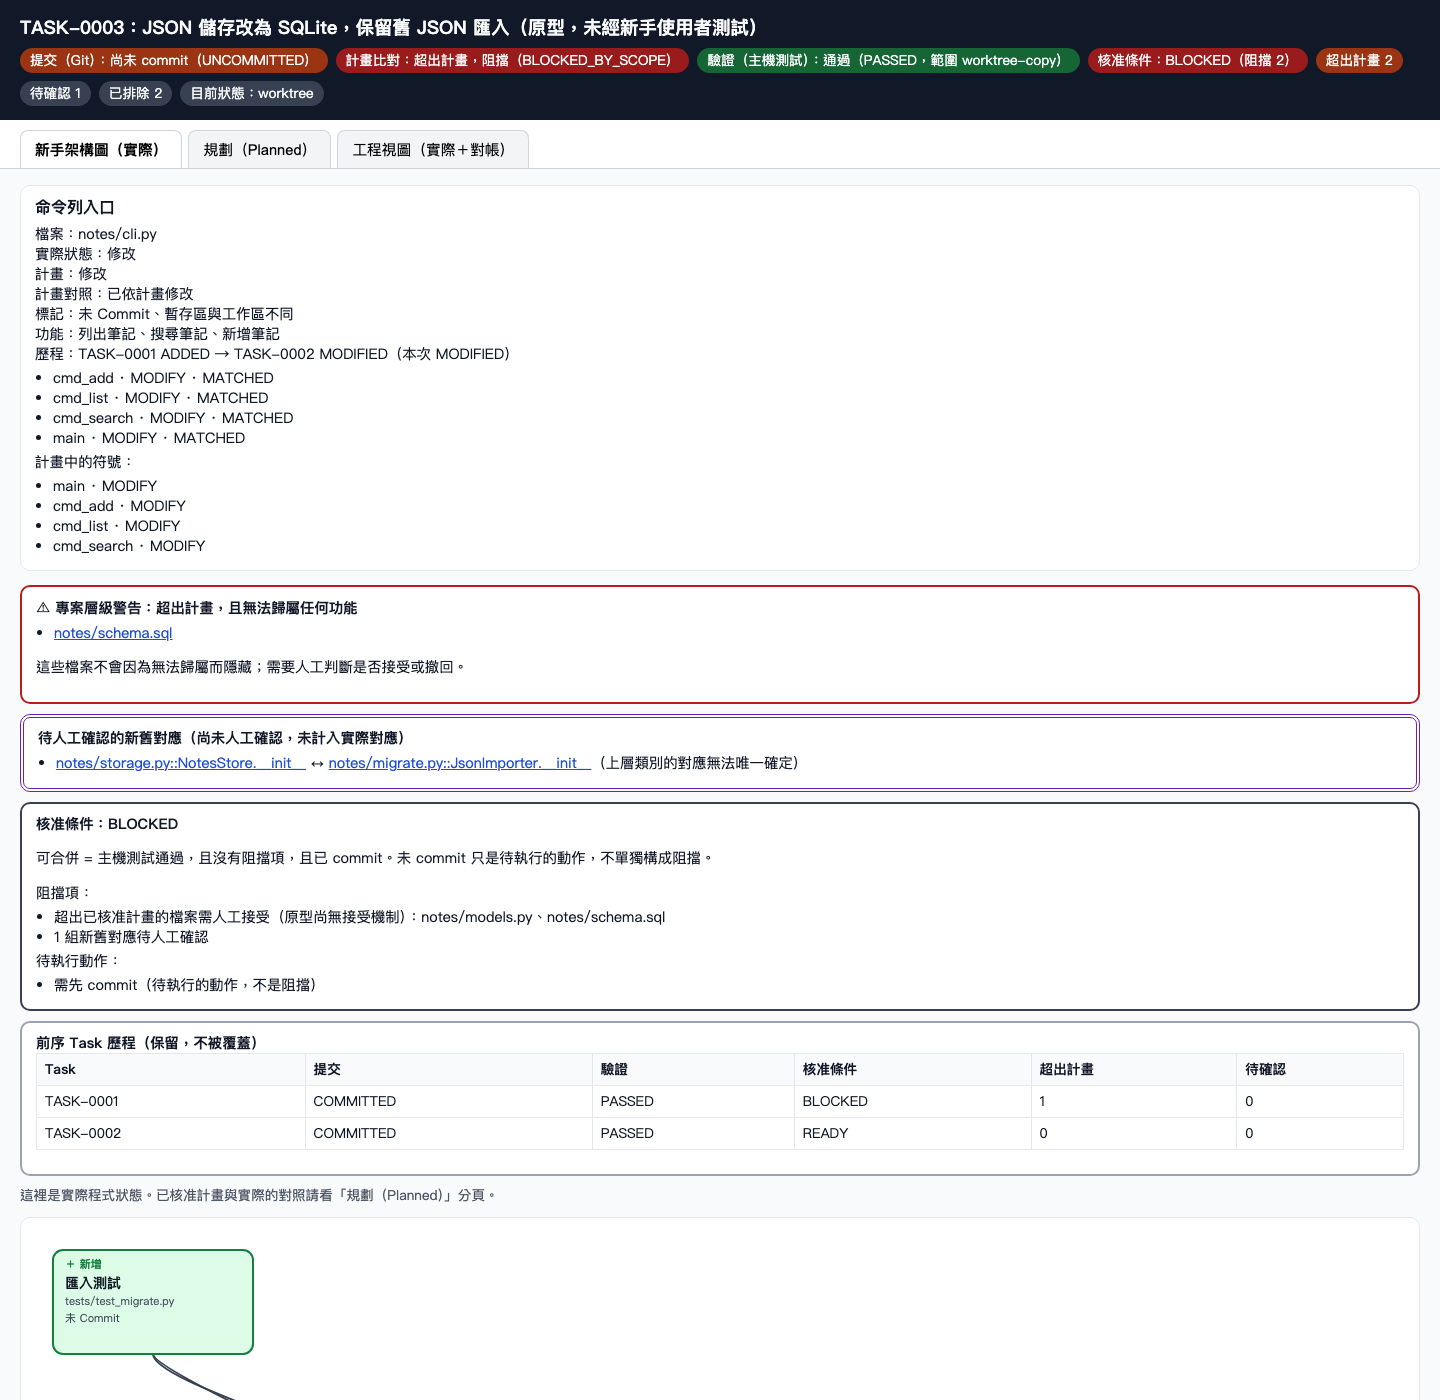 TASK-0003：JSON 儲存改為 SQLite，保留舊 JSON 匯入（原型，未經新手使用者測試）
提交（Git）：尚未 commit（UNCOMMITTED） 計畫比對：超出計畫，阻擋（BLOCKED_BY_SCOPE） 驗證（主機測試）：通過（PASSED，範圍 worktree-copy） 核准條件：BLOCKED（阻擋 2） 超出計畫 2
待確認 1 已排除 2 目前狀態：worktree
新手架構圖（實際） 規劃（Planned） 工程視圖（實際＋對帳）
命令列入口
檔案：notes/cli.py
實際狀態：修改
計畫：修改
計畫對照：已依計畫修改
標記：未 Commit、暫存區與工作區不同
功能：列出筆記、搜尋筆記、新增筆記
歷程：TASK-0001 ADDED → TASK-0002 MODIFIED（本次 MODIFIED）
• cmd_add · MODIFY · MATCHED
• cmd_list · MODIFY · MATCHED
• cmd_search · MODIFY · MATCHED
• main · MODIFY · MATCHED
計畫中的符號：
• main · MODIFY
• cmd_add · MODIFY
• cmd_list · MODIFY
• cmd_search · MODIFY
⚠ 專案層級警告：超出計畫，且無法歸屬任何功能
• notes/schema.sql
這些檔案不會因為無法歸屬而隱藏；需要人工判斷是否接受或撤回。
待人工確認的新舊對應（尚未人工確認，未計入實際對應）
• notes/storage.py::NotesStore.__init__ ↔ notes/migrate.py::JsonImporter.__init__（上層類別的對應無法唯一確定）
核准條件：BLOCKED
可合併 = 主機測試通過，且沒有阻擋項，且已 commit。未 commit 只是待執行的動作，不單獨構成阻擋。
阻擋項：
• 超出已核准計畫的檔案需人工接受（原型尚無接受機制）：notes/models.py、notes/schema.sql
• 1 組新舊對應待人工確認
待執行動作：
• 需先 commit（待執行的動作，不是阻擋）
前序 Task 歷程（保留，不被覆蓋）
Task 提交 驗證 核准條件 超出計畫 待確認
TASK-0001 COMMITTED PASSED BLOCKED 1 0
TASK-0002 COMMITTED PASSED READY 0 0
這裡是實際程式狀態。已核准計畫與實際的對照請看「規劃（Planned）」分頁。
＋ 新增
匯入測試
tests/test_migrate.py
未 Commit